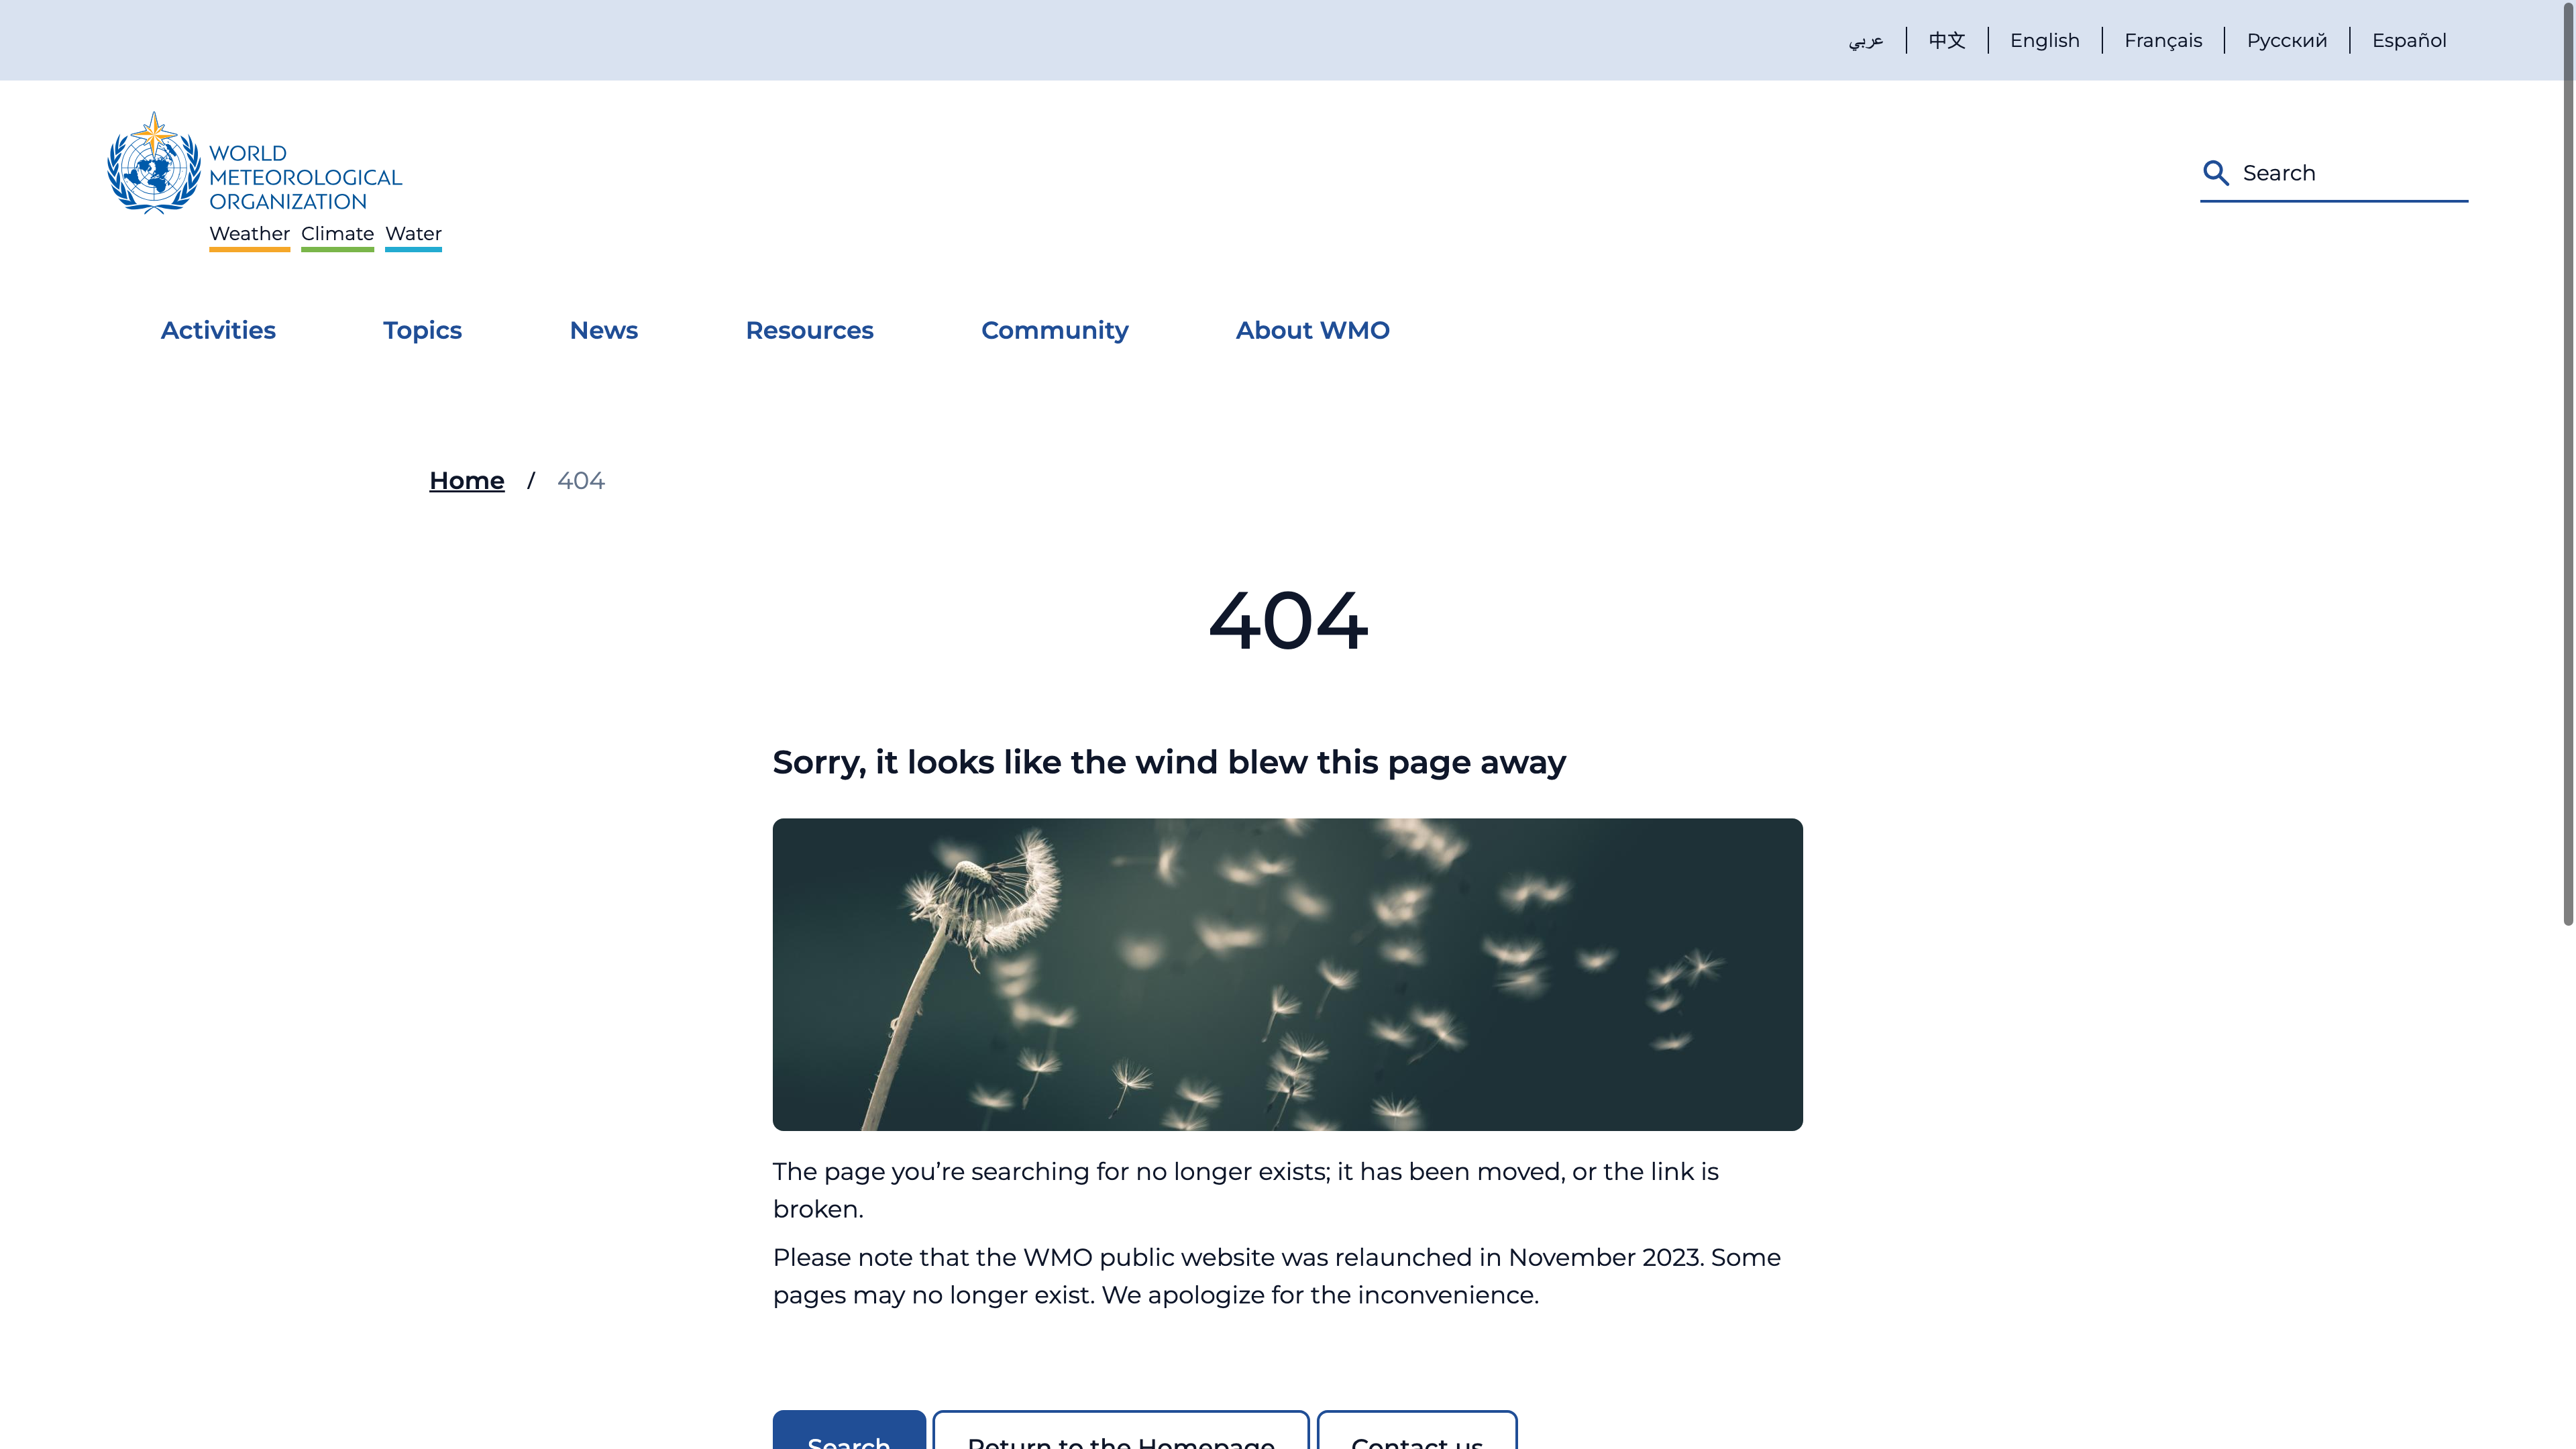 عربي
中文
English
Français
Русский
Español
WORLD
METEOROLOGICAL
ORGANIZATION
Weather Climate Water
Search
Activities
Topics
News
Resources
Community
About WMO
Home / 404
404
Sorry, it looks like the wind blew this page away
The page you’re searching for no longer exists; it has been moved, or the link is
broken.
Please note that the WMO public website was relaunched in November 2023. Some
pages may no longer exist. We apologize for the inconvenience.
Search
Return to the Homepage
Contact us